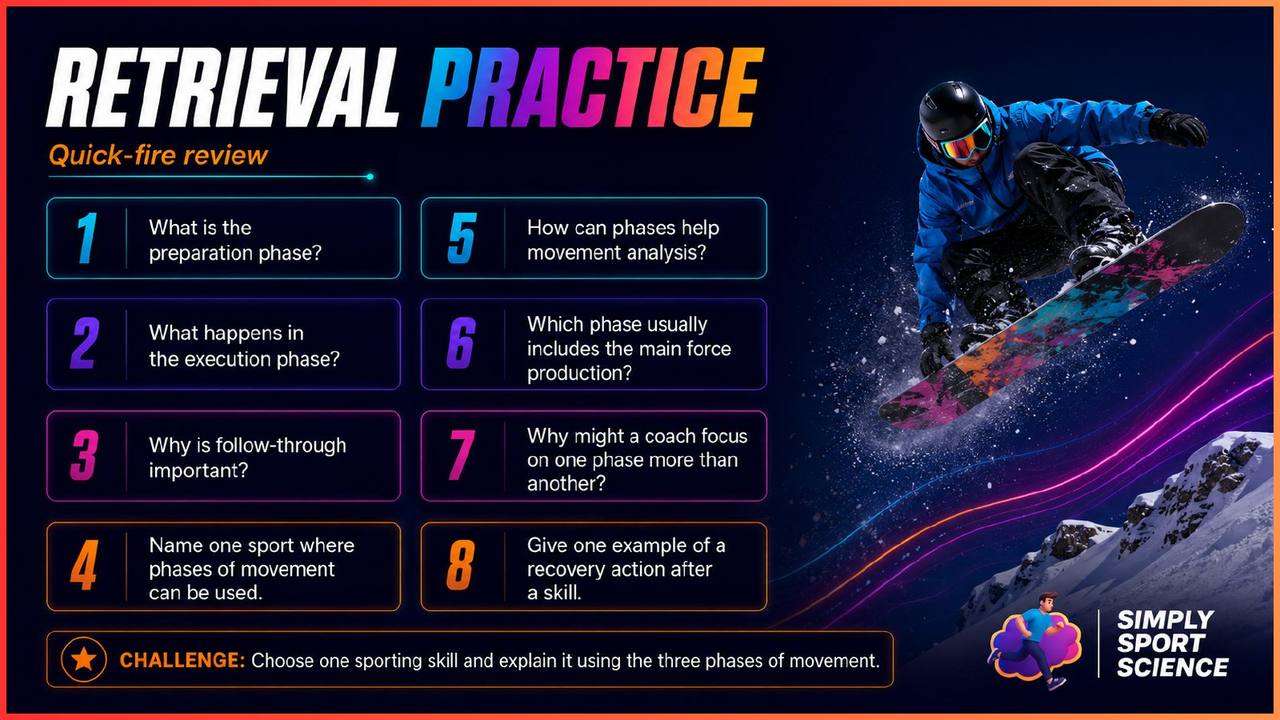 RETRIEVAL PRACTICE
Quick-fire review
1
What is the
preparation phase?
2
What happens in
the execution phase?
3
Why is follow-through
important?
4
Name one sport where
phases of movement
can be used.
5
How can phases help
movement analysis?
6
Which phase usually
includes the main force
production?
7
Why might a coach focus
on one phase more than
another?
8
Give one example of a
recovery action after
a skill.
CHALLENGE: Choose one sporting skill and explain it using the three phases of movement.
SIMPLY
SPORT
SCIENCE